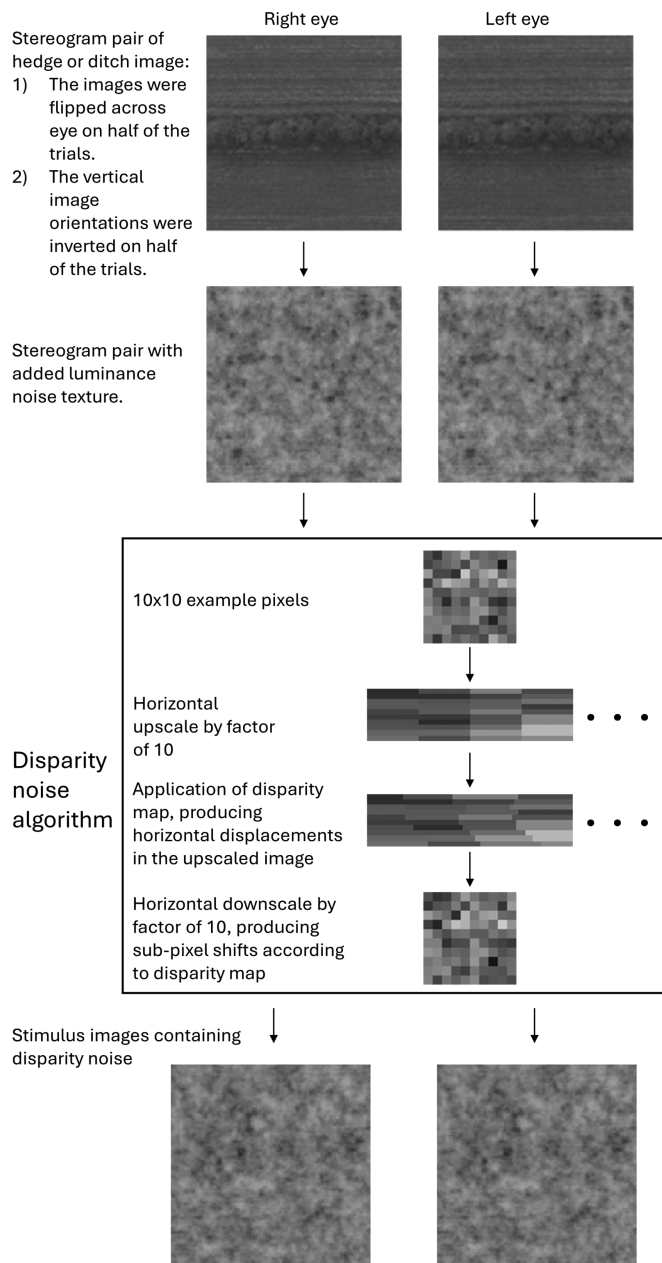 Right eye
Left eye
Stereogram pair of
hedge or ditch image:
1) The images were
flipped across
eye on half of the
trials.
2) The vertical
image
orientations were
inverted on half
of the trials.
Stereogram pair with
added luminance
noise texture.
Disparity
noise
algorithm
10x10 example pixels
Horizontal
upscale by factor
of 10
Application of disparity
map, producing
horizontal displacements
in the upscaled image
Horizontal downscale by
factor of 10, producing
sub-pixel shifts according
to disparity map
Stimulus images containing
disparity noise